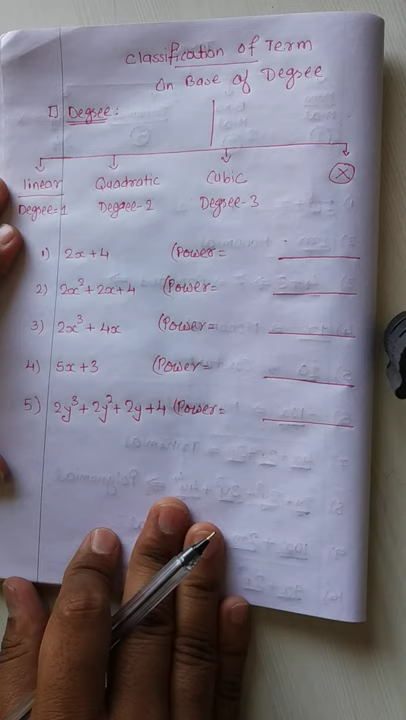 Classification of Term
On Base of Degree
1] Degree:
linear Quadratic Cubic X
Degree-1 Degree-2 Degree-3
1) 2x+4 (Power=
2) 2x²+2x+4 (Power=
3) 2x³+4x (Power=
4) 5x+3 (Power=
5) 2y³+2y²+2y+4 (Power=